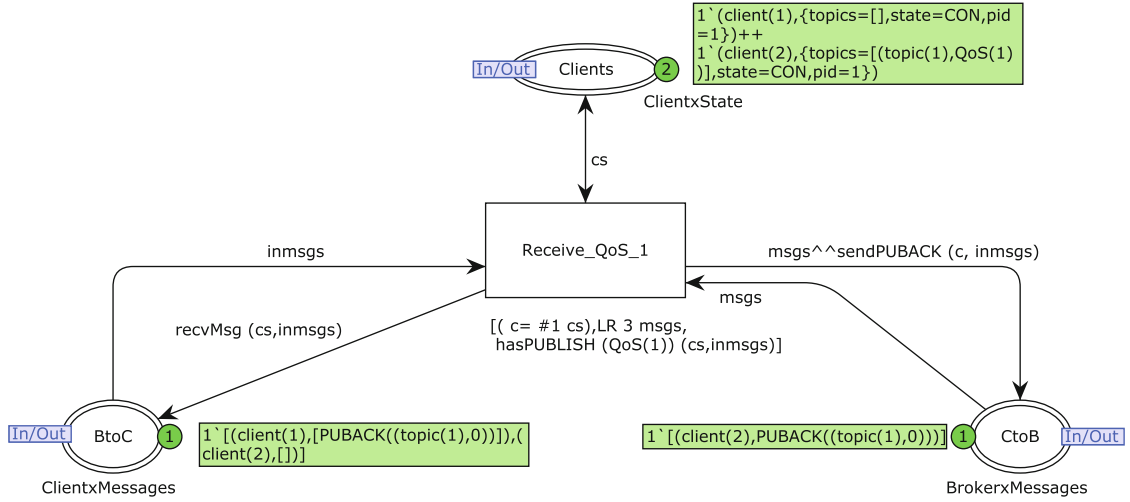 1`(client(1),{topics=[],state=CON,pid
=1})++
1`(client(2),{topics=[(topic(1),QoS(1)
)],state=CON,pid=1})
In/Out
Clients
2
ClientxState
cs
Receive_QoS_1
inmsgs
msgs^^sendPUBACK (c, inmsgs)
msgs
recvMsg (cs,inmsgs)
[( c= #1 cs),LR 3 msgs,
hasPUBLISH (QoS(1)) (cs,inmsgs)]
In/Out
BtoC
1
1`[(client(1),[PUBACK((topic(1),0))]),(
client(2),[])]
ClientxMessages
1`[(client(2),PUBACK((topic(1),0)))]
1
CtoB
In/Out
BrokerxMessages